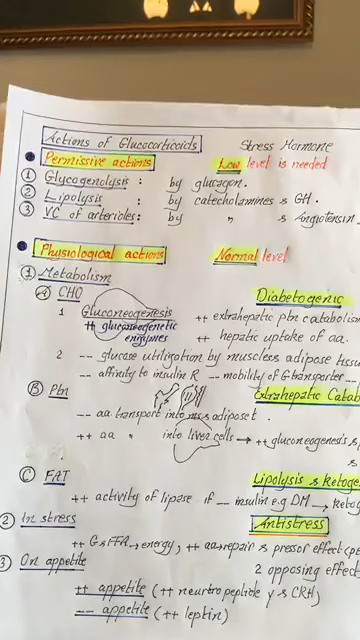 Actions of Glucocorticoids Stress Hormone
Permissive actions Low level is needed
① Glycogenolysis : by glucagon.
② Lipolysis : by catecholamines & GH.
③ VC of arterioles : by " & Angiotensin
Physiological actions Normal level
① Metabolism
Ⓐ CHO Diabetogenic
1 Gluconeogenesis ++ extrahepatic ptn catabolism
++ gluconeogenetic enzymes ++ hepatic uptake of aa.
2 -- glucose utilization by muscles & adipose tissu
-- affinity to insulin R -- mobility of G transporter
Ⓑ Ptn Extrahepatic Catab
-- aa transport into ms & adipose t.
++ aa " into liver cells → ++ gluconeogenesis
Ⓒ FAT Lipolysis & Ketoge
++ activity of lipase if -- insulin e.g DM → ketog
② In stress Antistress
++ G & FFA → energy, ++ aa → repair & pressor effect (pe
③ On appetite 2 opposing effect
++ appetite (++ neurtropeptide y & CRH)
-- appetite (++ leptin)